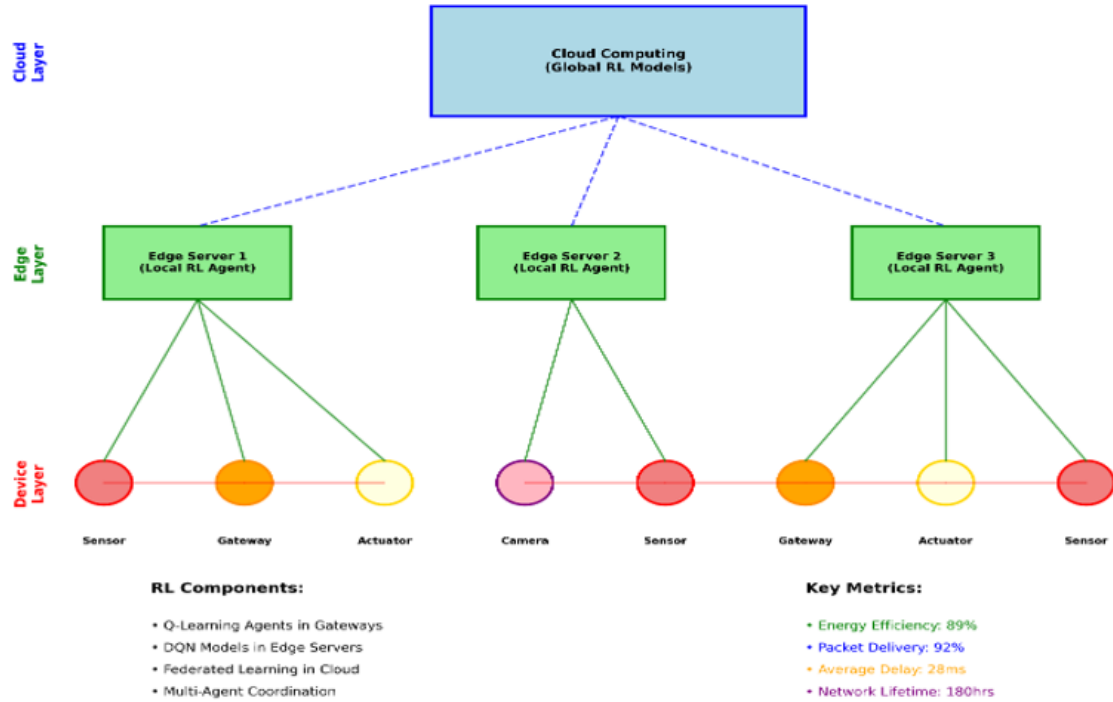 Cloud
Layer
Cloud Computing
(Global RL Models)
Edge
Layer
Edge Server 1
(Local RL Agent)
Edge Server 2
(Local RL Agent)
Edge Server 3
(Local RL Agent)
Device
Layer
Sensor
Gateway
Actuator
Camera
Sensor
Gateway
Actuator
Sensor
RL Components:
• Q-Learning Agents in Gateways
• DQN Models in Edge Servers
• Federated Learning in Cloud
• Multi-Agent Coordination
Key Metrics:
• Energy Efficiency: 89%
• Packet Delivery: 92%
• Average Delay: 28ms
• Network Lifetime: 180hrs